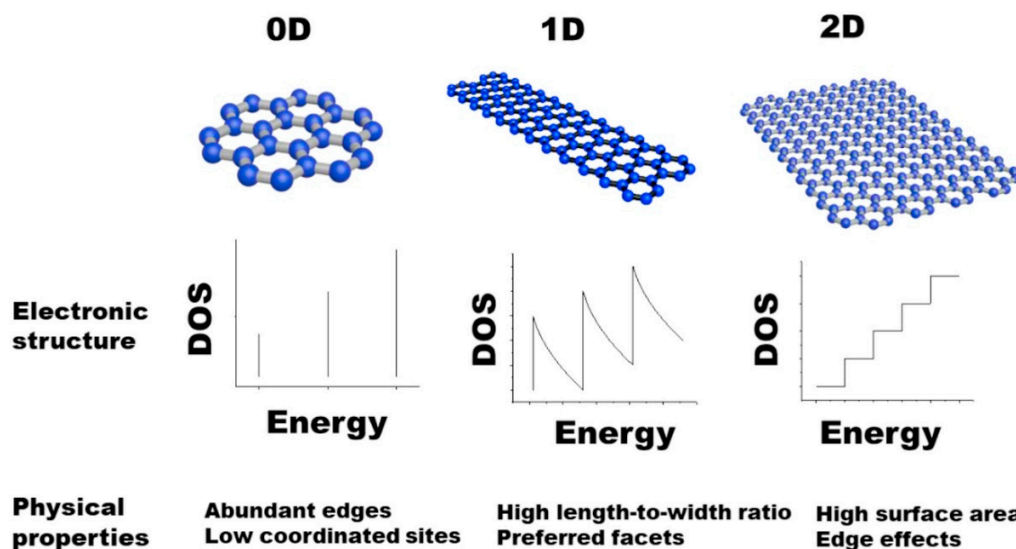 0D
1D
2D
Electronic
structure
DOS
Energy
DOS
Energy
DOS
Energy
Physical
properties
Abundant edges
Low coordinated sites
High length-to-width ratio
Preferred facets
High surface area
Edge effects